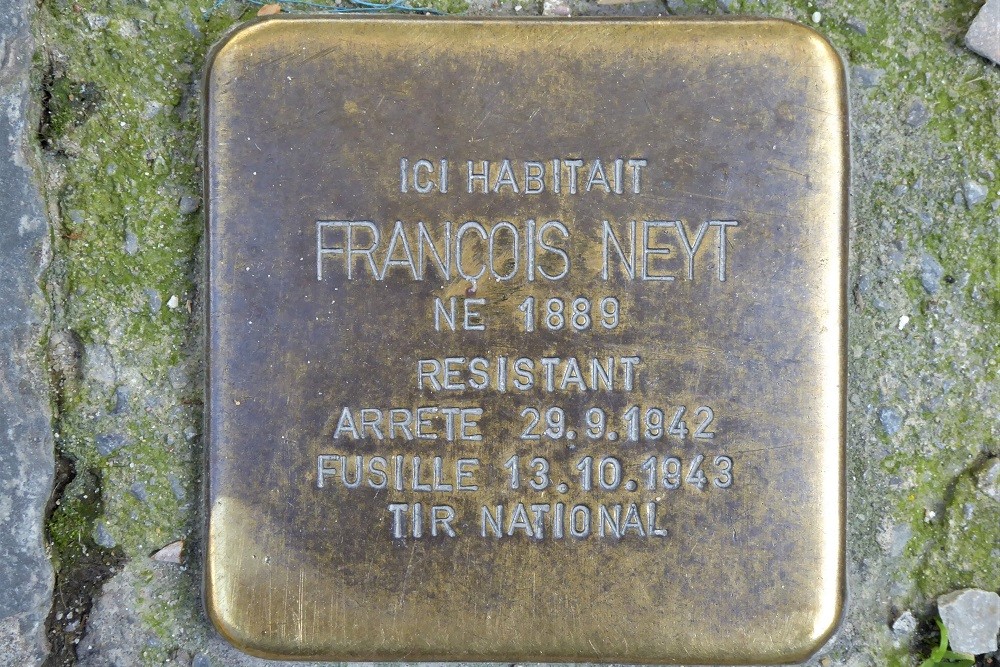 ICI HABITAIT
FRANÇOIS NEYT
NE 1889
RESISTANT
ARRETE 29.9.1942
FUSILLE 13.10.1943
TIR NATIONAL